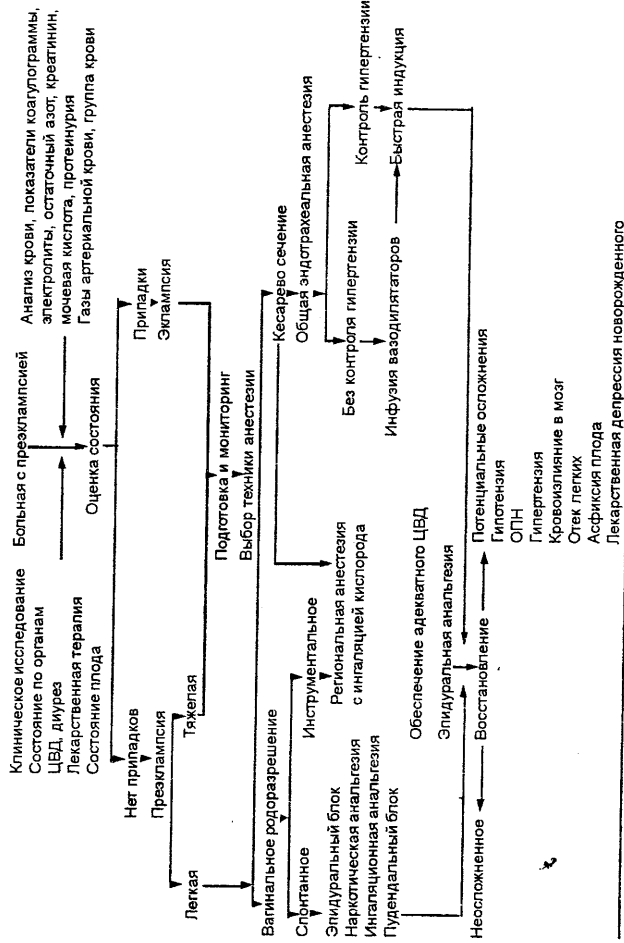 Клиническое исследование
Состояние по органам
ЦВД, диурез
Лекарственная терапия
Состояние плода
Больная с преэклампсией
Анализ крови, показатели коагулограммы,
электролиты, остаточный азот, креатинин,
мочевая кислота, протеинурия
Газы артериальной крови, группа крови
Оценка состояния
Нет припадков
Преэклампсия
Припадки
Эклампсия
Легкая
Тяжелая
Подготовка и мониторинг
Выбор техники анестезии
Вагинальное родоразрешение
Кесарево сечение
Общая эндотрахеальная анестезия
Спонтанное
Инструментальное
Эпидуральный блок
Наркотическая анальгезия
Ингаляционная анальгезия
Пудендальный блок
Региональная анестезия
с ингаляцией кислорода
Без контроля гипертензии
Контроль гипертензии
Инфузия вазодилятаторов
Быстрая индукция
Обеспечение адекватного ЦВД
Эпидуральная анальгезия
Неосложненное
Восстановление
Потенциальные осложнения
Гипотензия
ОПН
Гипертензия
Кровоизлияние в мозг
Отек легких
Асфиксия плода
Лекарственная депрессия новорожденного